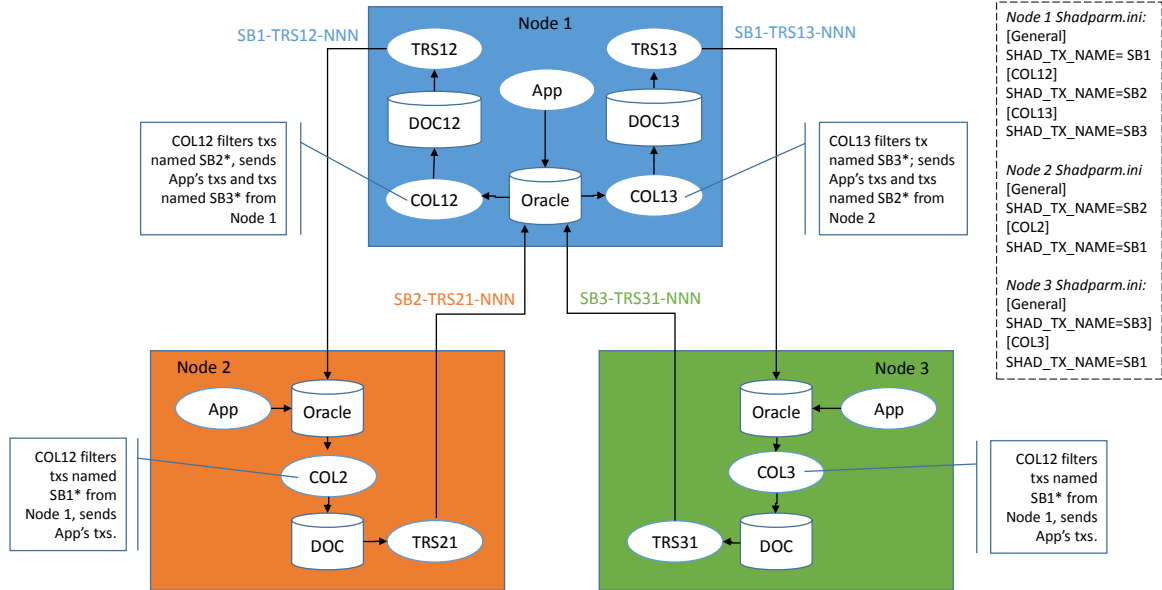 Node 1
SB1-TRS12-NNN
SB1-TRS13-NNN
TRS12
TRS13
App
DOC12
DOC13
COL12
Oracle
COL13
COL12 filters txs
named SB2*, sends
App's txs and txs
named SB3* from
Node 1
COL13 filters tx
named SB3*; sends
App's txs and txs
named SB2* from
Node 2
Node 1 Shadparm.ini:
[General]
SHAD_TX_NAME= SB1
[COL12]
SHAD_TX_NAME=SB2
[COL13]
SHAD_TX_NAME=SB3
Node 2 Shadparm.ini
[General]
SHAD_TX_NAME=SB2
[COL2]
SHAD_TX_NAME=SB1
Node 3 Shadparm.ini:
[General]
SHAD_TX_NAME=SB3]
[COL3]
SHAD_TX_NAME=SB1
SB2-TRS21-NNN
SB3-TRS31-NNN
Node 2
App
Oracle
COL2
DOC
TRS21
COL12 filters
txs named
SB1* from
Node 1, sends
App's txs.
Node 3
Oracle
App
COL3
TRS31
DOC
COL12 filters
txs named
SB1* from
Node 1, sends
App's txs.